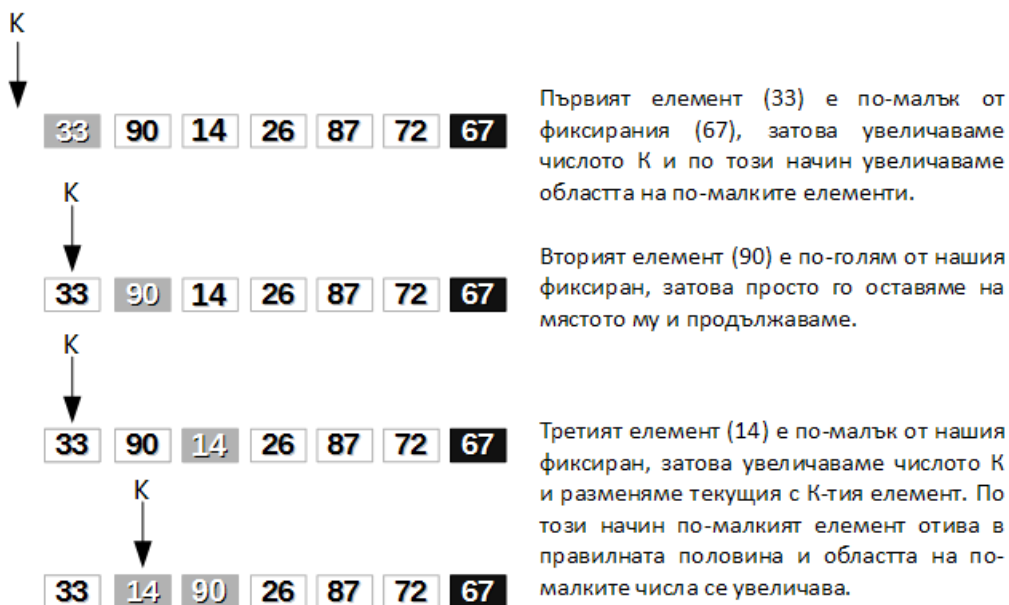 K
33 90 14 26 87 72 67
Първият елемент (33) е по-малък от
фиксирания (67), затова увеличаваме
числото К и по този начин увеличаваме
областта на по-малките елементи.
K
33 90 14 26 87 72 67
Вторият елемент (90) е по-голям от нашия
фиксиран, затова просто го оставяме на
мястото му и продължаваме.
K
33 90 14 26 87 72 67
Третият елемент (14) е по-малък от нашия
фиксиран, затова увеличаваме числото К
и разменяме текущия с К-тия елемент. По
този начин по-малкият елемент отива в
правилната половина и областта на по-
малките числа се увеличава.
K
33 14 90 26 87 72 67